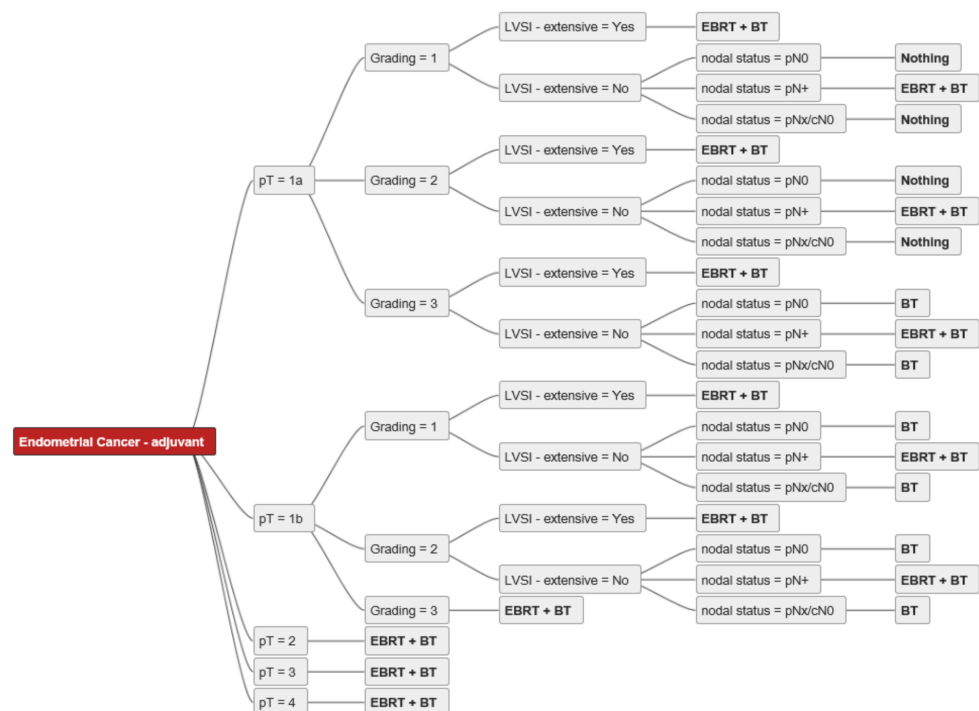 LVSI - extensive = Yes EBRT + BT
Grading = 1 nodal status = pN0 Nothing
LVSI - extensive = No nodal status = pN+ EBRT + BT
nodal status = pNx/cN0 Nothing
LVSI - extensive = Yes EBRT + BT
pT = 1a Grading = 2 nodal status = pN0 Nothing
LVSI - extensive = No nodal status = pN+ EBRT + BT
nodal status = pNx/cN0 Nothing
LVSI - extensive = Yes EBRT + BT
Grading = 3 nodal status = pN0 BT
LVSI - extensive = No nodal status = pN+ EBRT + BT
nodal status = pNx/cN0 BT
LVSI - extensive = Yes EBRT + BT
Grading = 1 nodal status = pN0 BT
Endometrial Cancer - adjuvant
LVSI - extensive = No nodal status = pN+ EBRT + BT
nodal status = pNx/cN0 BT
pT = 1b LVSI - extensive = Yes EBRT + BT
Grading = 2 nodal status = pN0 BT
LVSI - extensive = No nodal status = pN+ EBRT + BT
Grading = 3 EBRT + BT nodal status = pNx/cN0 BT
pT = 2 EBRT + BT
pT = 3 EBRT + BT
pT = 4 EBRT + BT